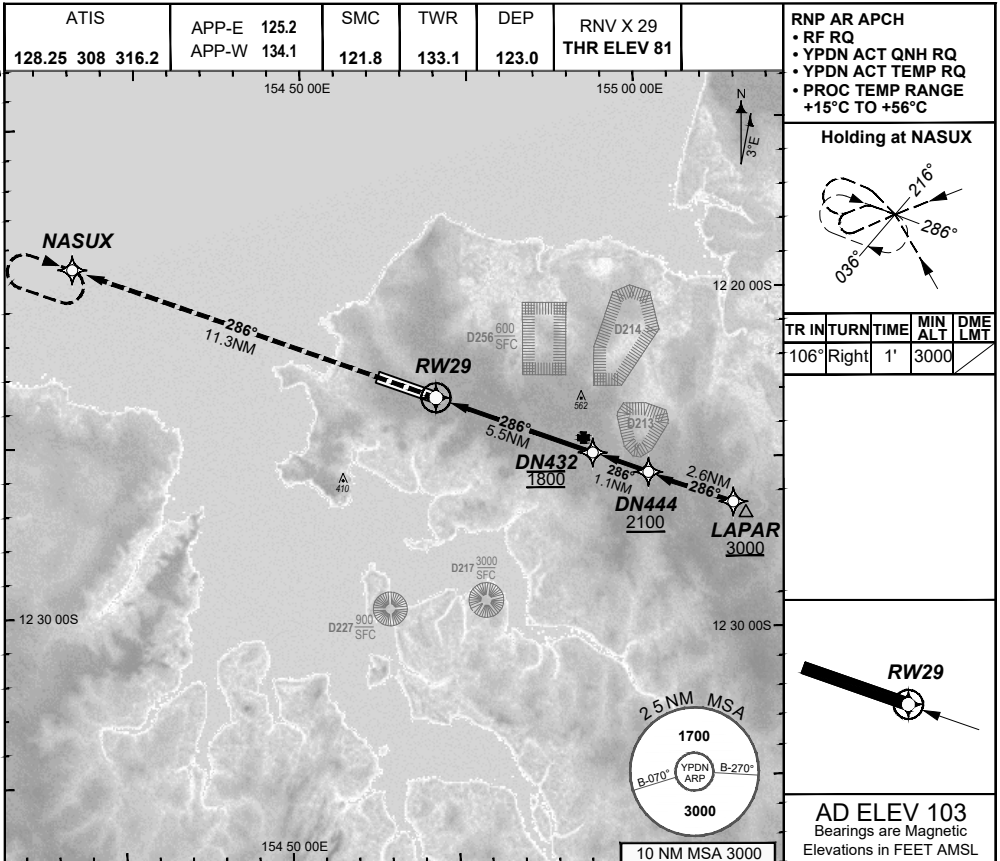 ATIS
128.25 308 316.2
APP-E 125.2
APP-W 134.1
SMC
121.8
TWR
133.1
DEP
123.0
RNV X 29
THR ELEV 81
RNP AR APCH
• RF RQ
• YPDN ACT QNH RQ
• YPDN ACT TEMP RQ
• PROC TEMP RANGE
+15°C TO +56°C
154 50 00E
155 00 00E
N
3°E
Holding at NASUX
216°
286°
036°
NASUX
12 20 00S
286°
11.3NM
D256 600
SFC
D214
TR IN TURN TIME MIN ALT DME LMT
106° Right 1' 3000
RW29
562
D213
286°
5.5NM
DN432
1800
286°
1.1NM
2.6NM
286°
410
DN444
2100
LAPAR
3000
D217 3000
SFC
D227 900
SFC
12 30 00S
12 30 00S
RW29
25 NM MSA
1700
YPDN
ARP
B-070°
B-270°
3000
154 50 00E
10 NM MSA 3000
AD ELEV 103
Bearings are Magnetic
Elevations in FEET AMSL